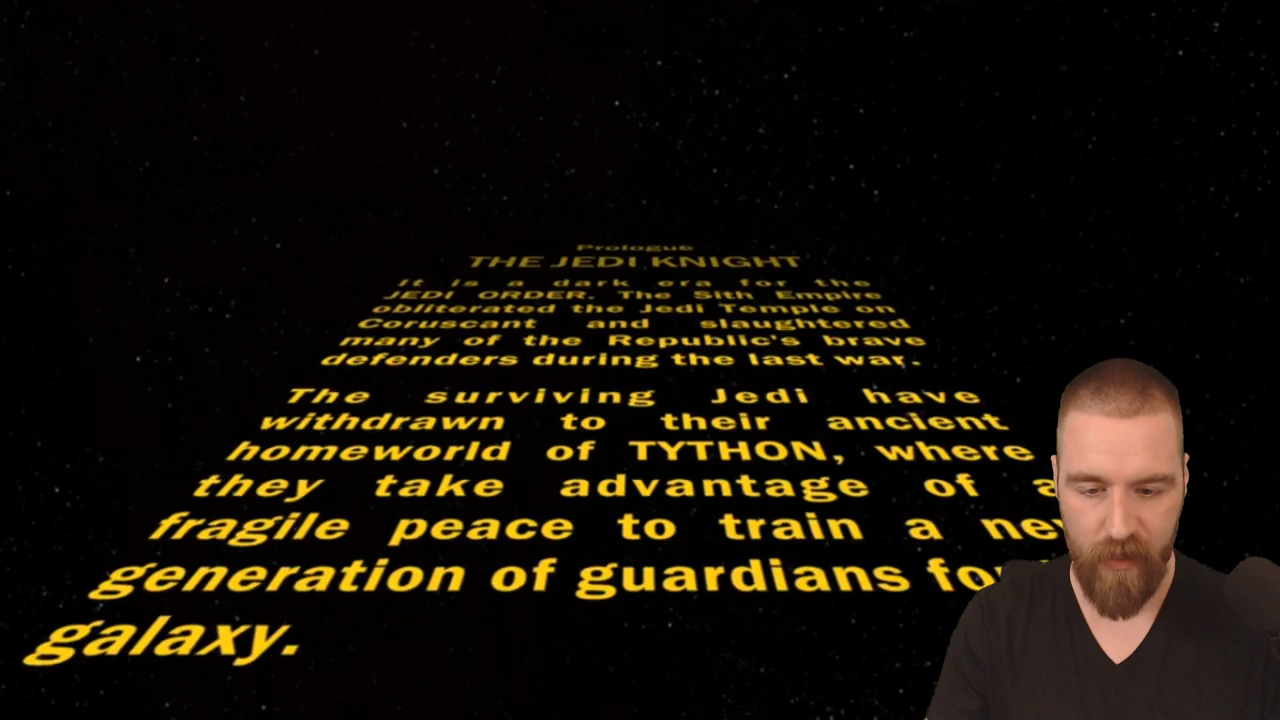 Prologue
THE JEDI KNIGHT
It is a dark era for the
JEDI ORDER. The Sith Empire
obliterated the Jedi Temple on
Coruscant and slaughtered
many of the Republic's brave
defenders during the last war.
The surviving Jedi have
withdrawn to their ancient
homeworld of TYTHON, where
they take advantage of a
fragile peace to train a
generation of guardians
galaxy.